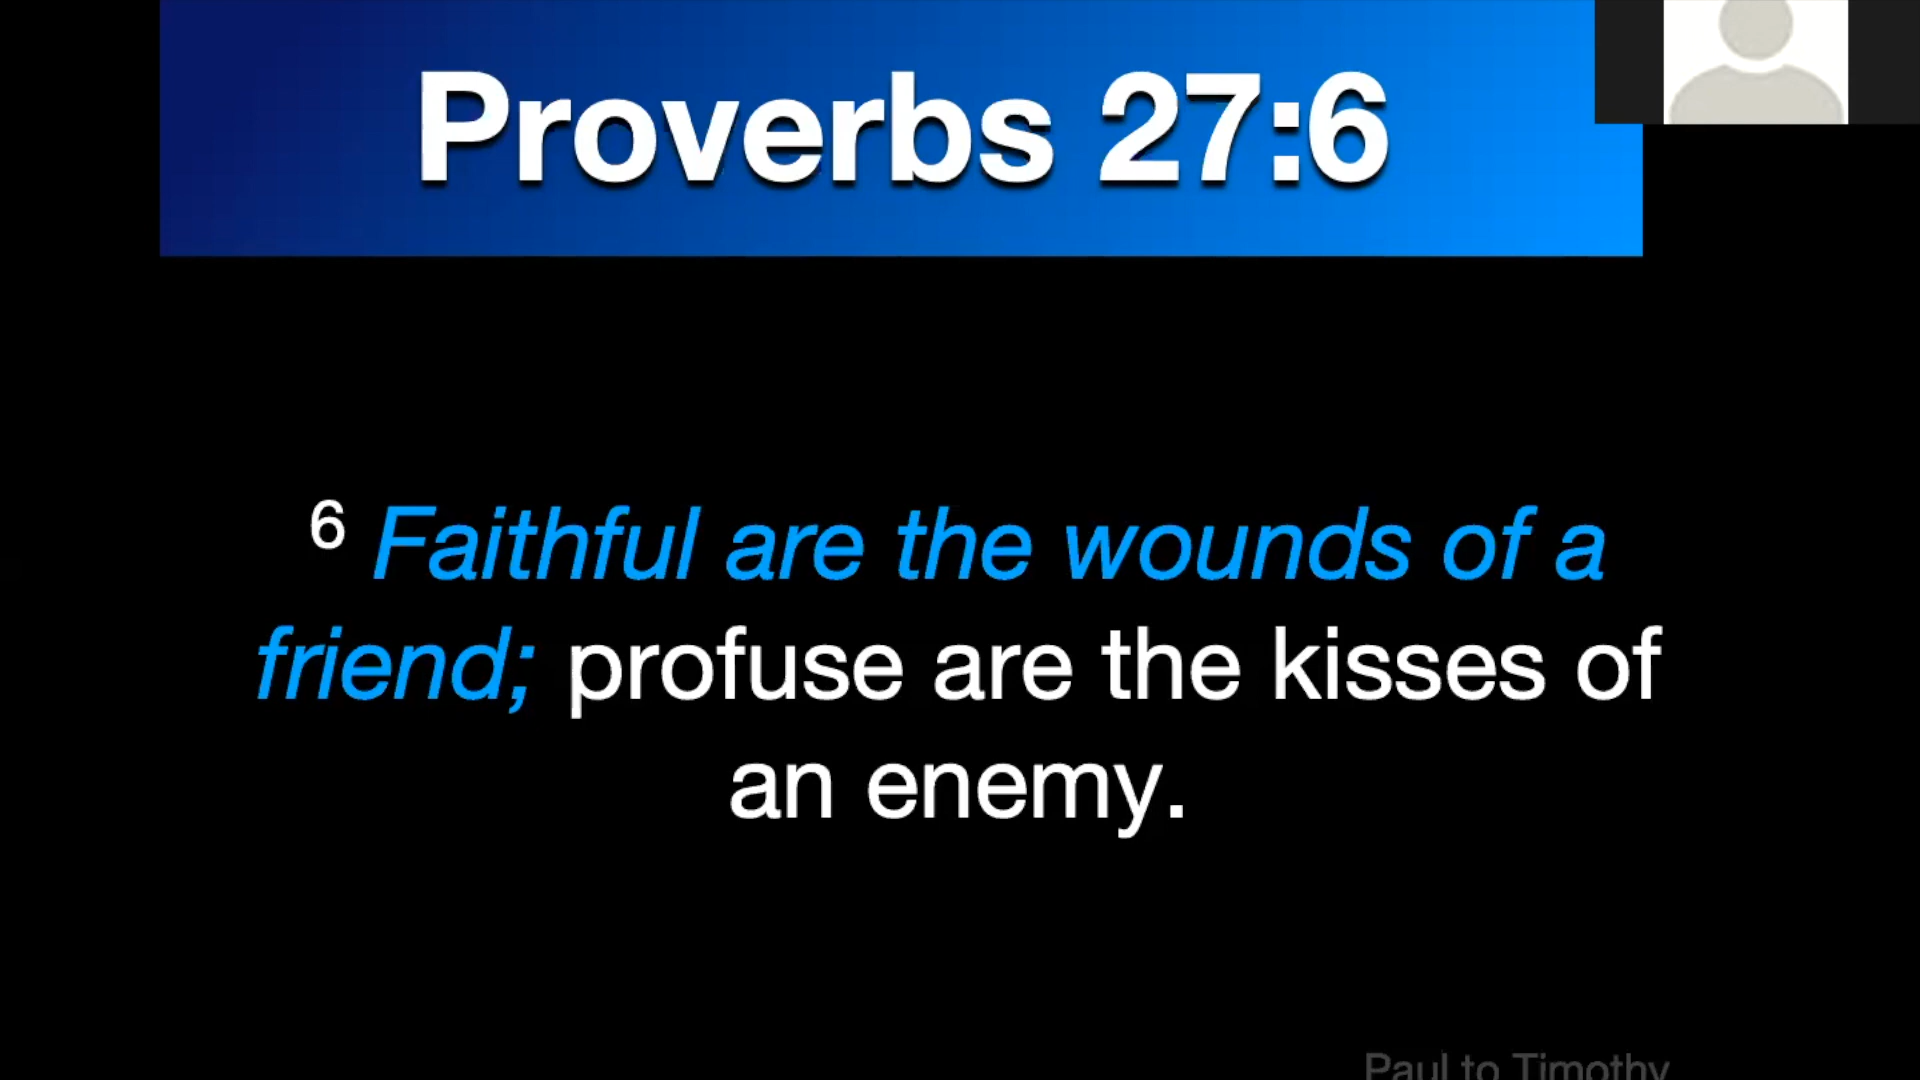 Proverbs 27:6
6 Faithful are the wounds of a
friend; profuse are the kisses of
an enemy.
Paul to Timothy